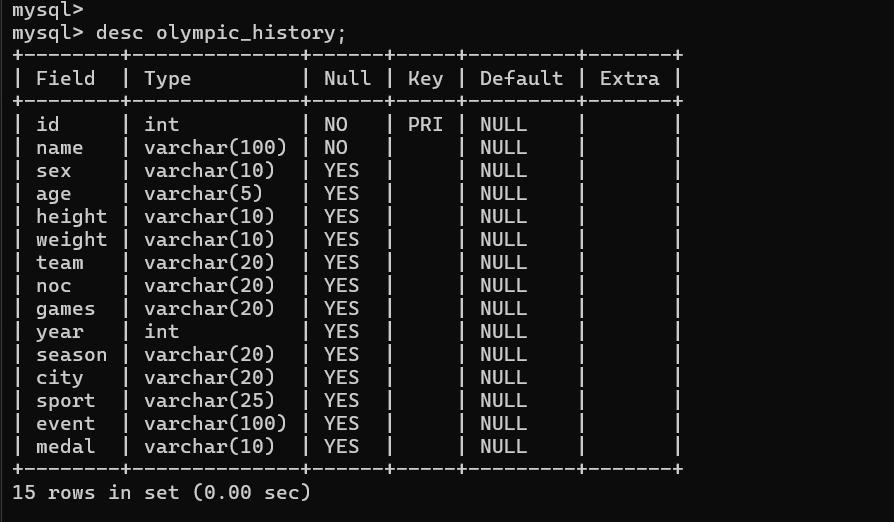 mysql>
mysql> desc olympic_history;
+--------+--------------+------+-----+---------+-------+
| Field  | Type         | Null | Key | Default | Extra |
+--------+--------------+------+-----+---------+-------+
| id     | int          | NO   | PRI | NULL    |       |
| name   | varchar(100) | NO   |     | NULL    |       |
| sex    | varchar(10)  | YES  |     | NULL    |       |
| age    | varchar(5)   | YES  |     | NULL    |       |
| height | varchar(10)  | YES  |     | NULL    |       |
| weight | varchar(10)  | YES  |     | NULL    |       |
| team   | varchar(20)  | YES  |     | NULL    |       |
| noc    | varchar(20)  | YES  |     | NULL    |       |
| games  | varchar(20)  | YES  |     | NULL    |       |
| year   | int          | YES  |     | NULL    |       |
| season | varchar(20)  | YES  |     | NULL    |       |
| city   | varchar(20)  | YES  |     | NULL    |       |
| sport  | varchar(25)  | YES  |     | NULL    |       |
| event  | varchar(100) | YES  |     | NULL    |       |
| medal  | varchar(10)  | YES  |     | NULL    |       |
+--------+--------------+------+-----+---------+-------+
15 rows in set (0.00 sec)